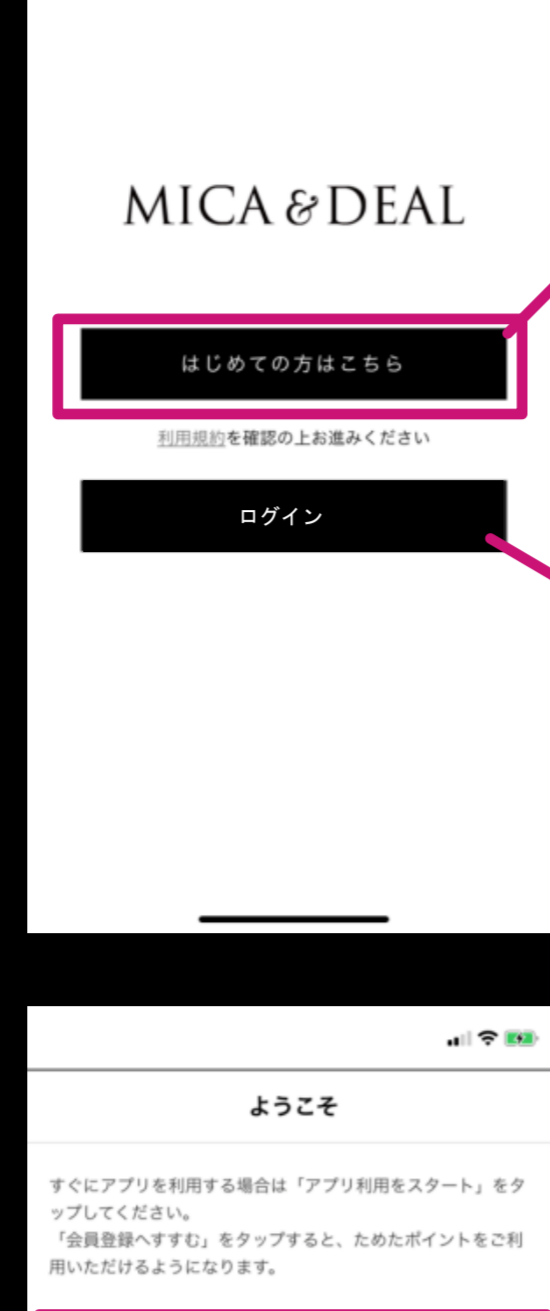 MICA & DEAL
はじめての方はこちら
利用規約を確認の上お進みください
ログイン
ようこそ
すぐにアプリを利用する場合は「アプリ利用をスタート」をタ
ップしてください。
「会員登録へすすむ」をタップすると、ためたポイントをご利
用いただけるようになります。